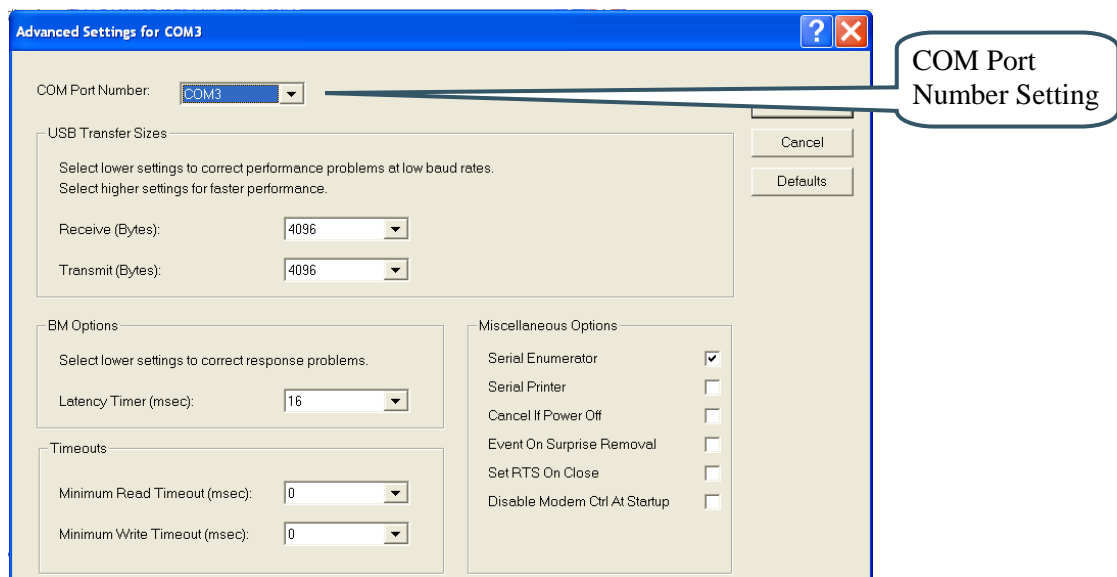 Advanced Settings for COM3
COM Port
Number Setting
COM Port Number:
COM3
USB Transfer Sizes
Cancel
Select lower settings to correct performance problems at low baud rates.
Select higher settings for faster performance.
Defaults
Receive (Bytes):
4096
Transmit (Bytes):
4096
BM Options
Select lower settings to correct response problems.
Latency Timer (msec):
16
Timeouts
Minimum Read Timeout (msec):
0
Minimum Write Timeout (msec):
0
Miscellaneous Options
Serial Enumerator
Serial Printer
Cancel If Power Off
Event On Surprise Removal
Set RTS On Close
Disable Modem Ctrl At Startup